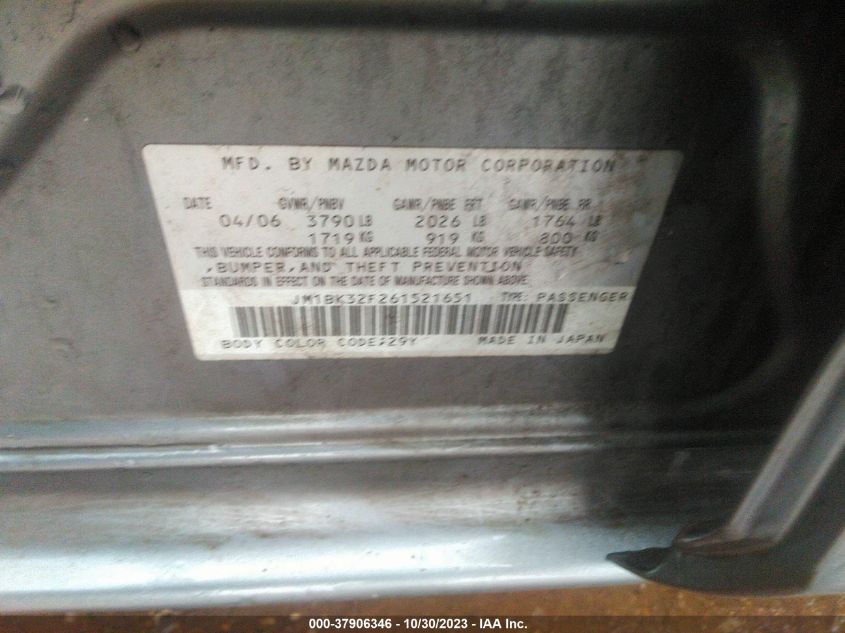 MFD. BY MAZDA MOTOR CORPORATION
DATE GVWR/PNBV GAWR/PNBE FRT GAWR/PNBE RR
04/06 3790 LB 2026 LB 1764 LB
1719 KG 919 KG 800 KG
THIS VEHICLE CONFORMS TO ALL APPLICABLE FEDERAL MOTOR VEHICLE SAFETY
,BUMPER,AND THEFT PREVENTION
STANDARDS IN EFFECT ON THE DATE OF MANUFACTURE SHOWN ABOVE.
JM1BK32F261521651 TYPE: PASSENGER
BODY COLOR CODE:29Y MADE IN JAPAN
000-37906346 - 10/30/2023 - IAA Inc.